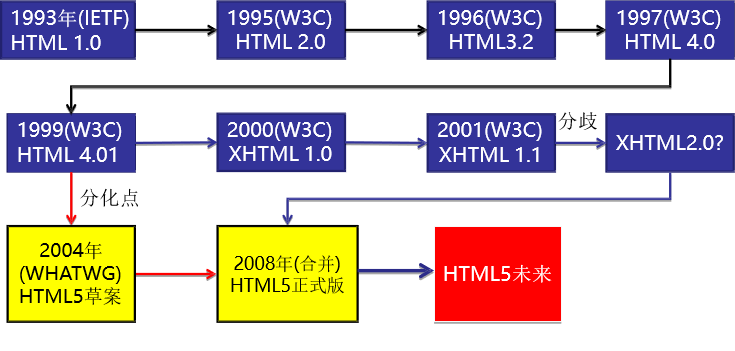 1993年(IETF)
HTML 1.0
1995(W3C)
HTML 2.0
1996(W3C)
HTML3.2
1997(W3C)
HTML 4.0
1999(W3C)
HTML 4.01
2000(W3C)
XHTML 1.0
2001(W3C)
XHTML 1.1
分歧
XHTML2.0?
分化点
2004年
(WHATWG)
HTML5草案
2008年(合并)
HTML5正式版
HTML5未来